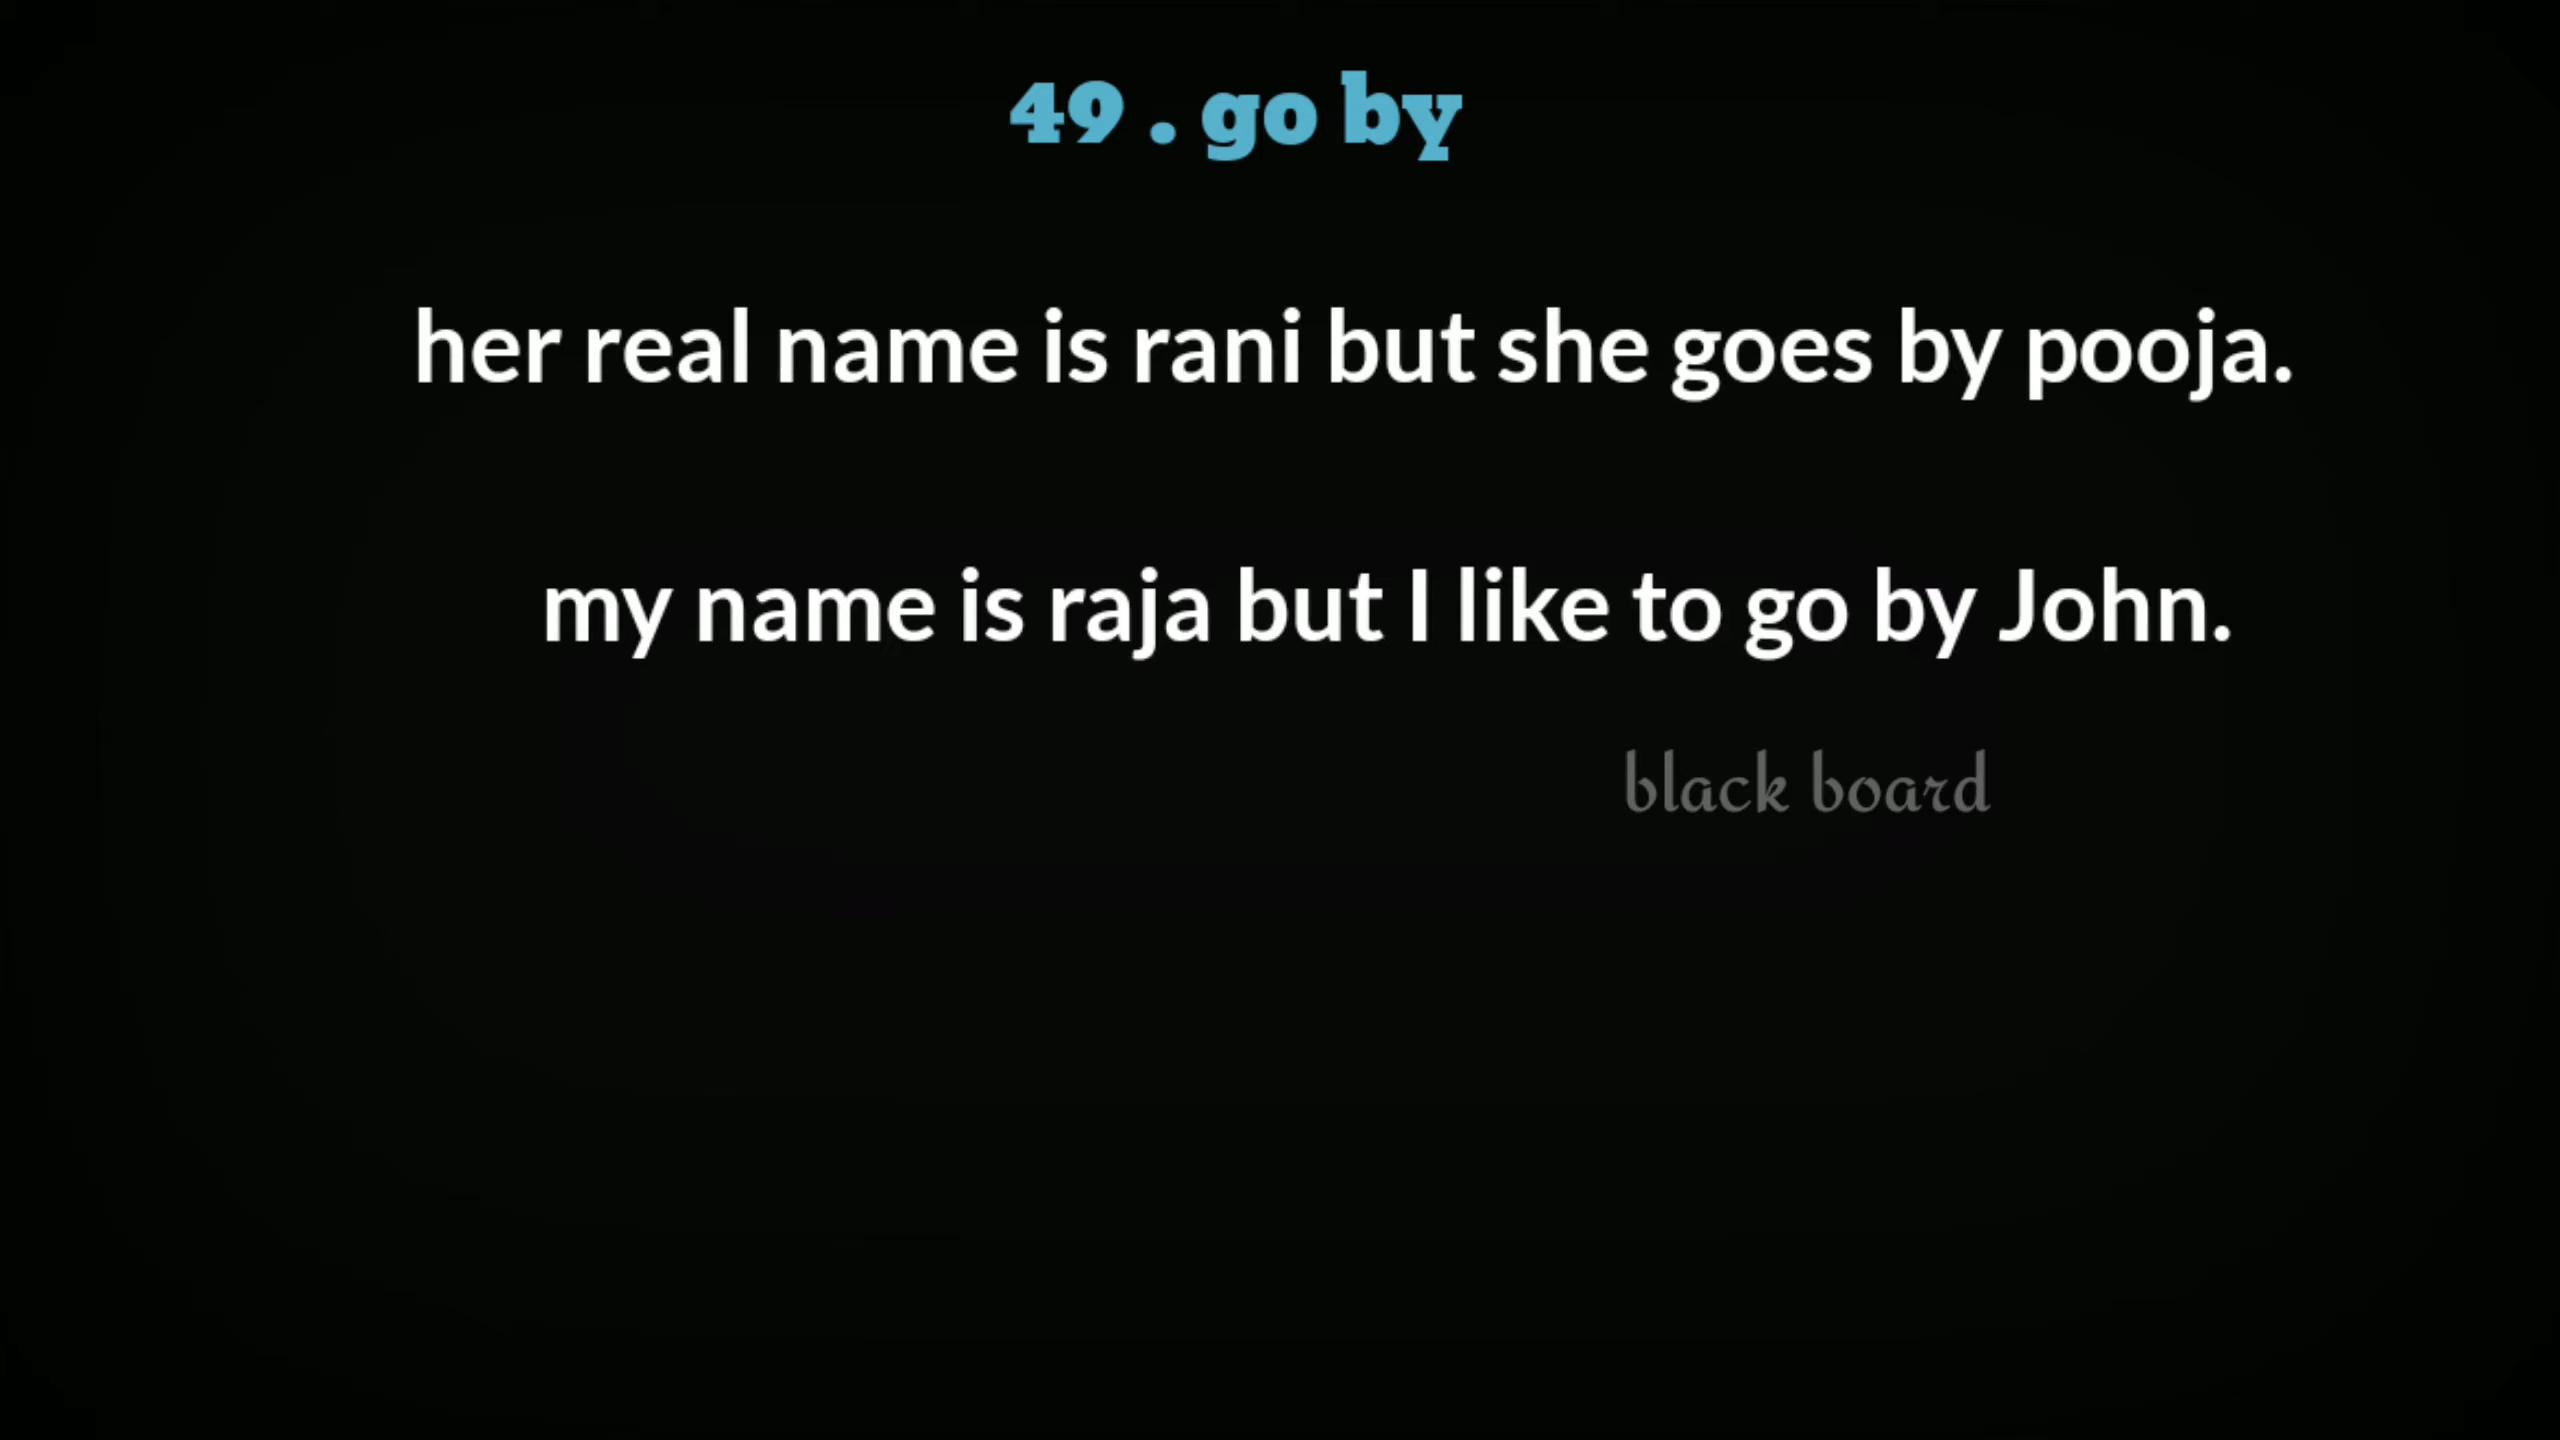 49 . go by
her real name is rani but she goes by pooja.
my name is raja but I like to go by John.
black board